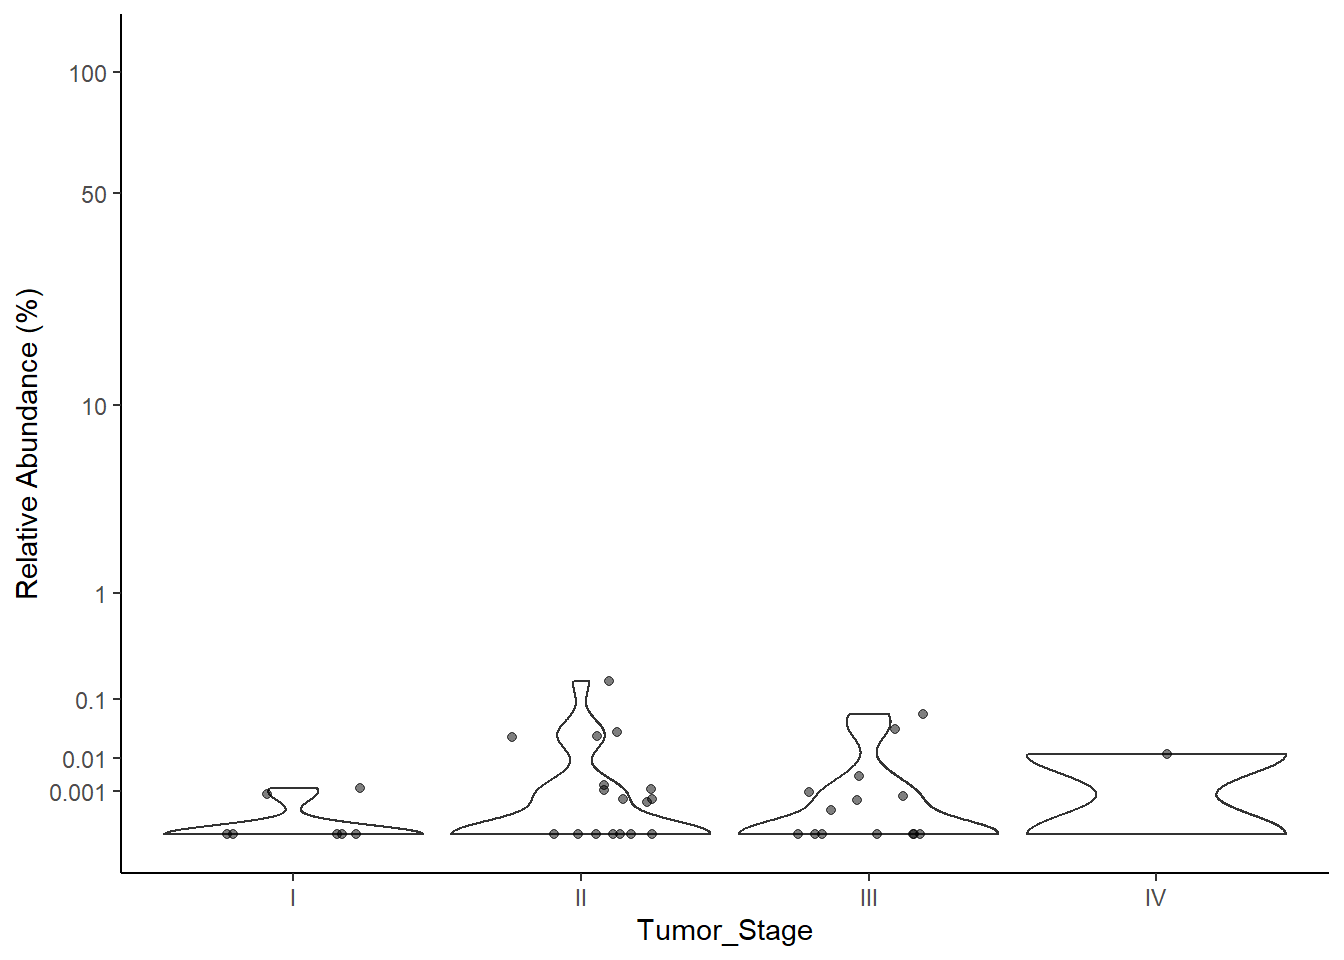 100
50
10
1
0.1
0.01
0.001
Relative Abundance (%)
I
II
III
IV
Tumor_Stage